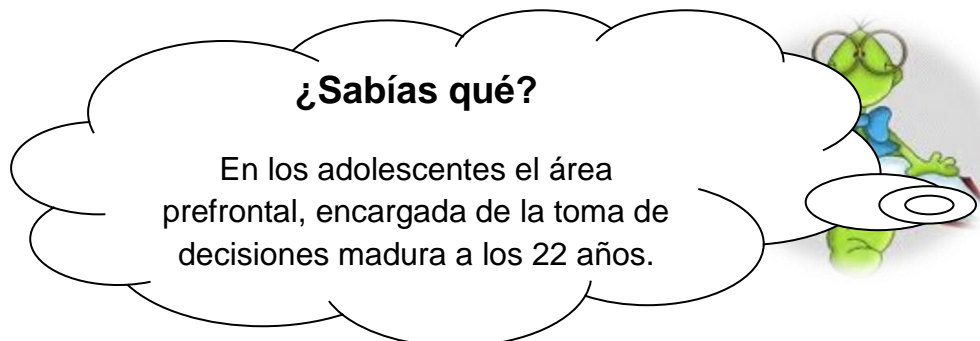 ¿Sabías qué?
En los adolescentes el área
prefrontal, encargada de la toma de
decisiones madura a los 22 años.